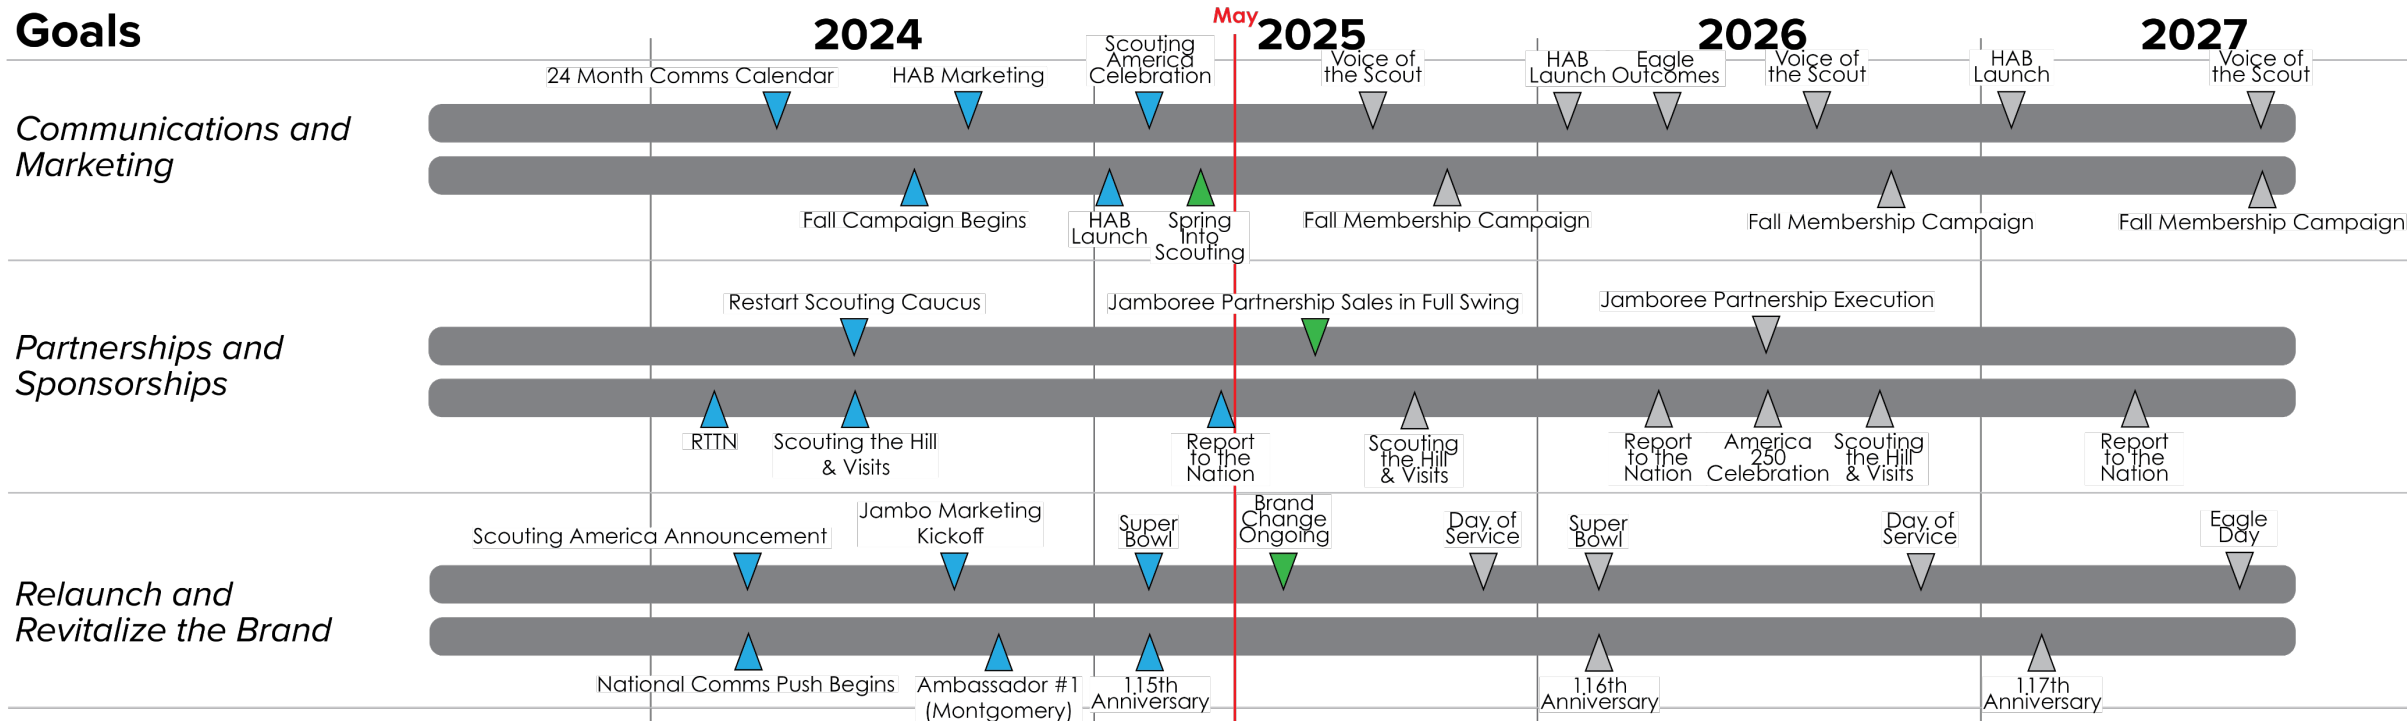 Goals
2024
May
2025
2026
2027
24 Month Comms Calendar
HAB Marketing
Scouting
America
Celebration
Voice of
the Scout
HAB
Launch
Eagle
Outcomes
Voice of
the Scout
HAB
Launch
Voice of
the Scout
Communications and
Marketing
Fall Campaign Begins
HAB
Launch
Spring
Into
Scouting
Fall Membership Campaign
Fall Membership Campaign
Fall Membership Campaign
Restart Scouting Caucus
Jamboree Partnership Sales in Full Swing
Jamboree Partnership Execution
Partnerships and
Sponsorships
RTTN
Scouting the Hill
& Visits
Report
to the
Nation
Scouting
the Hill
& Visits
Report
to the
Nation
America
250
Celebration
Scouting
the Hill
& Visits
Report
to the
Nation
Scouting America Announcement
Jambo Marketing
Kickoff
Super
Bowl
Brand
Change
Ongoing
Day of
Service
Super
Bowl
Day of
Service
Eagle
Day
Relaunch and
Revitalize the Brand
National Comms Push Begins
Ambassador #1
(Montgomery)
115th
Anniversary
116th
Anniversary
117th
Anniversary